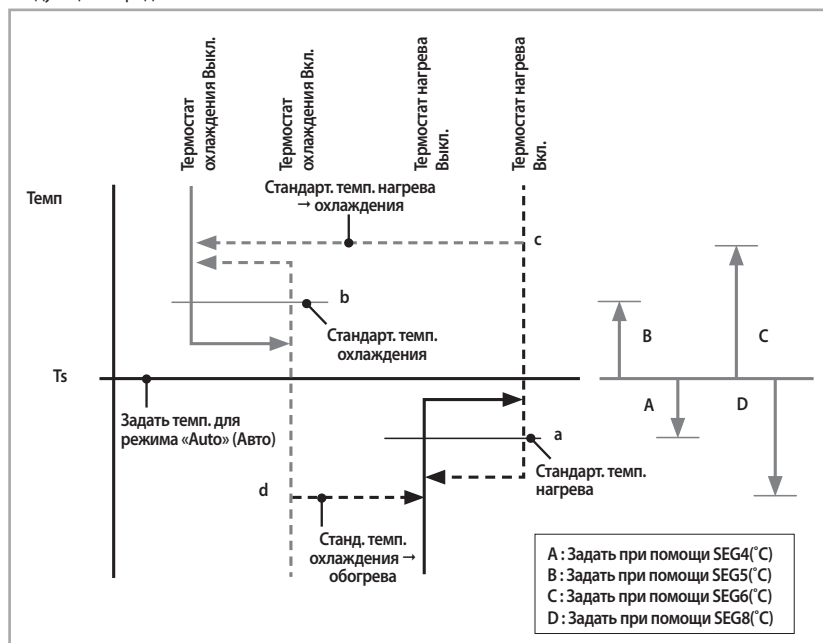 Термостат
охлаждения Выкл.
Термостат
охлаждения Вкл.
Термостат нагрева
Выкл.
Термостат нагрева
Вкл.
Темп
Стандарт. темп. нагрева
→ охлаждения
c
b
Стандарт. темп.
охлаждения
B
C
Ts
A
D
Задать темп. для
режима «Auto» (Авто)
a
Стандарт. темп.
нагрева
d
Станд. темп.
охлаждения →
обогрева
A : Задать при помощи SEG4(˚C)
B : Задать при помощи SEG5(˚C)
C : Задать при помощи SEG6(˚C)
D : Задать при помощи SEG8(˚C)